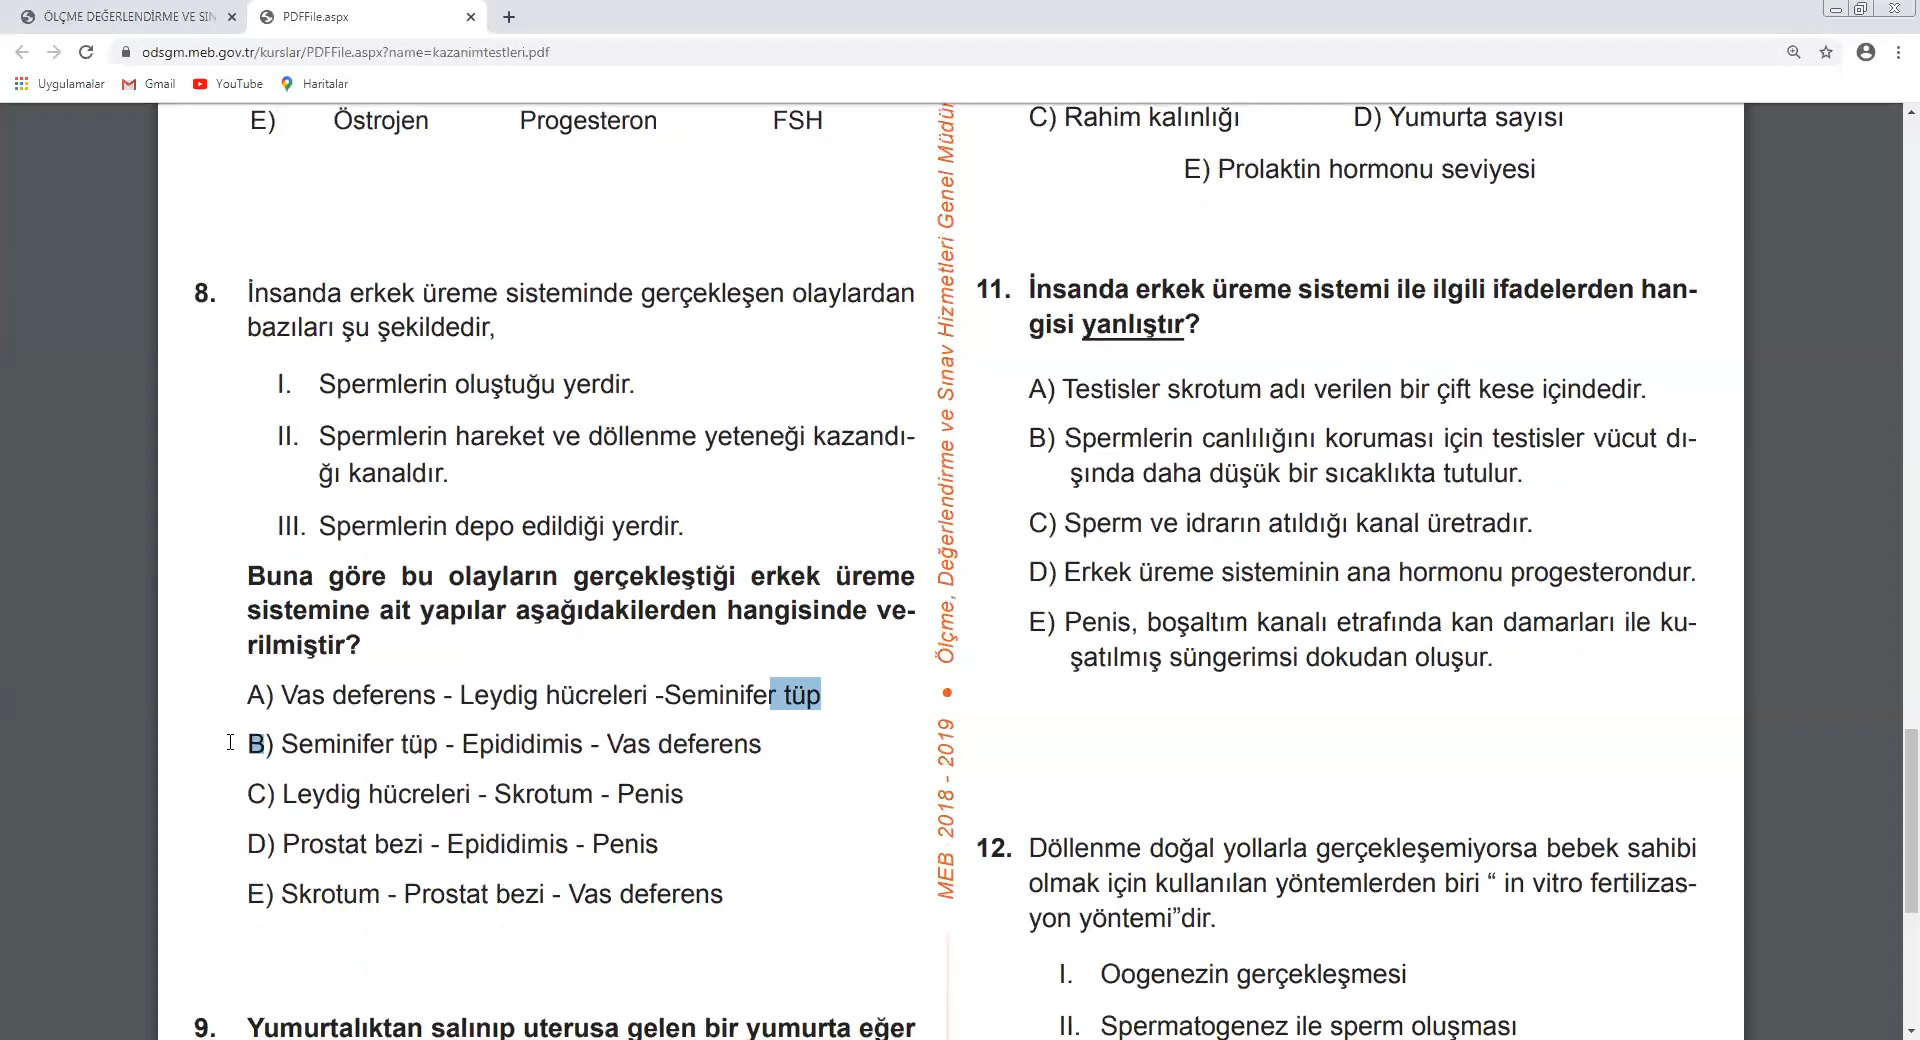 ÖLÇME DEĞERLENDİRME VE SIN
PDFFile.aspx
odsgm.meb.gov.tr/kurslar/PDFFile.aspx?name=kazanimtestleri.pdf
Uygulamalar
Gmail
YouTube
Haritalar
E) Östrojen Progesteron FSH
8. İnsanda erkek üreme sisteminde gerçekleşen olaylardan
bazıları şu şekildedir,
I. Spermlerin oluştuğu yerdir.
II. Spermlerin hareket ve döllenme yeteneği kazandı-
ğı kanaldır.
III. Spermlerin depo edildiği yerdir.
Buna göre bu olayların gerçekleştiği erkek üreme
sistemine ait yapılar aşağıdakilerden hangisinde ve-
rilmiştir?
A) Vas deferens - Leydig hücreleri -Seminifer tüp
B) Seminifer tüp - Epididimis - Vas deferens
C) Leydig hücreleri - Skrotum - Penis
D) Prostat bezi - Epididimis - Penis
E) Skrotum - Prostat bezi - Vas deferens
9. Yumurtalıktan salınıp uterusa gelen bir yumurta eğer
MEB 2018 - 2019 • Ölçme, Değerlendirme ve Sınav Hizmetleri Genel Müdür
C) Rahim kalınlığı D) Yumurta sayısı
E) Prolaktin hormonu seviyesi
11. İnsanda erkek üreme sistemi ile ilgili ifadelerden han-
gisi yanlıştır?
A) Testisler skrotum adı verilen bir çift kese içindedir.
B) Spermlerin canlılığını koruması için testisler vücut dı-
şında daha düşük bir sıcaklıkta tutulur.
C) Sperm ve idrarın atıldığı kanal üretradır.
D) Erkek üreme sisteminin ana hormonu progesterondur.
E) Penis, boşaltım kanalı etrafında kan damarları ile ku-
şatılmış süngerimsi dokudan oluşur.
12. Döllenme doğal yollarla gerçekleşemiyorsa bebek sahibi
olmak için kullanılan yöntemlerden biri “ in vitro fertilizas-
yon yöntemi”dir.
I. Oogenezin gerçekleşmesi
II. Spermatogenez ile sperm oluşması